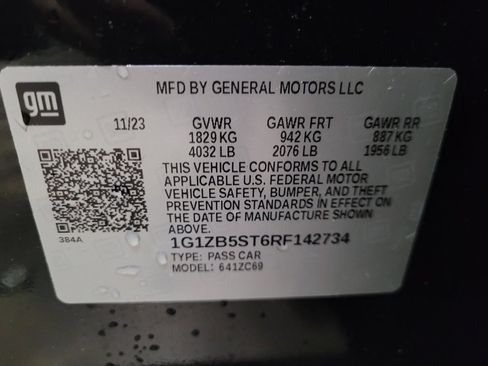 gm
MFD BY GENERAL MOTORS LLC
11/23 GVWR GAWR FRT GAWR RR
1829 KG 942 KG 887 KG
4032 LB 2076 LB 1956 LB
THIS VEHICLE CONFORMS TO ALL
APPLICABLE U.S. FEDERAL MOTOR
VEHICLE SAFETY, BUMPER, AND THEFT
PREVENTION STANDARDS IN EFFECT ON
THE DATE OF MANUFACTURE SHOWN
ABOVE.
384A
1G1ZB5ST6RF142734
TYPE: PASS CAR
MODEL: 641ZC69